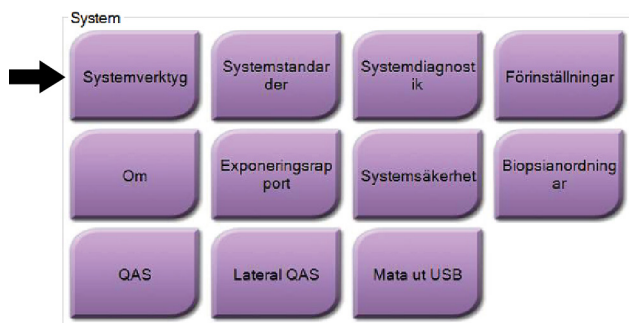 System
Systemverktyg
Systemstandar
der
Systemdiagnost
ik
Förinställningar
Om
Exponeringsrap
port
Systemsäkerhet
Biopsianordning
ar
QAS
Lateral QAS
Mata ut USB